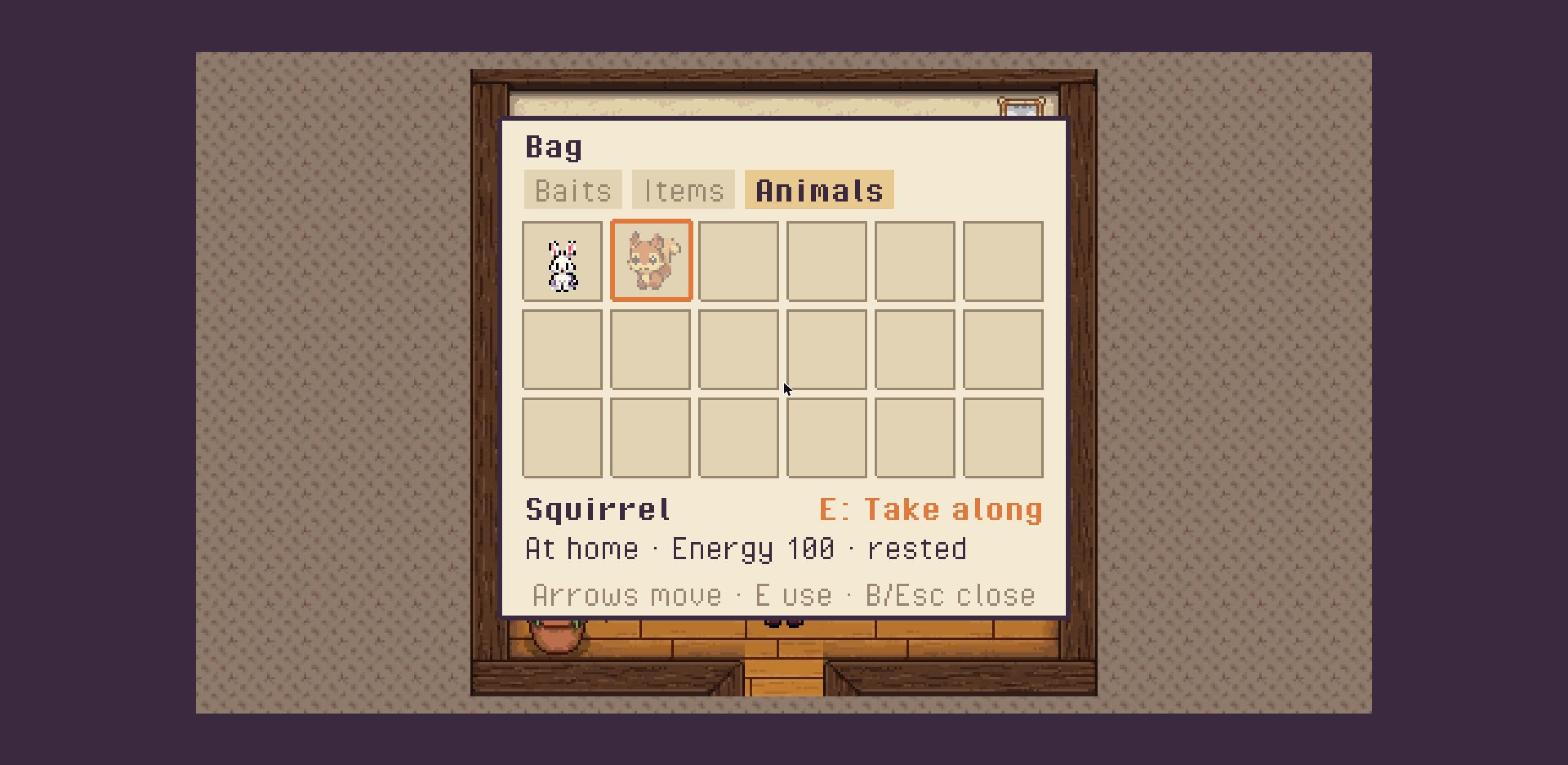 Bag
Baits Items Animals
Squirrel E: Take along
At home · Energy 100 · rested
Arrows move · E use · B/Esc close